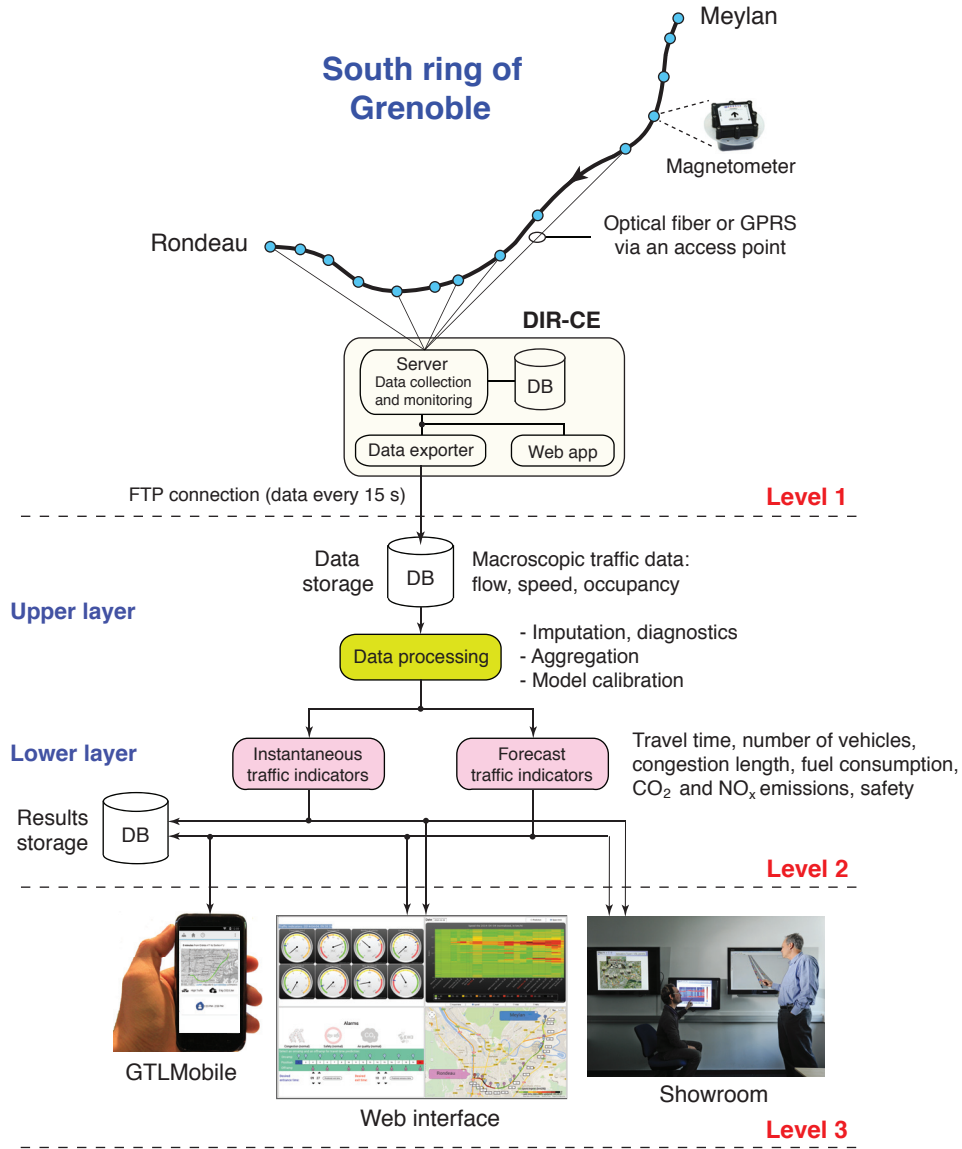 Meylan
South ring of
Grenoble
Magnetometer
Optical fiber or GPRS
via an access point
Rondeau
DIR-CE
Server
Data collection
and monitoring
DB
Data exporter
Web app
FTP connection (data every 15 s)
Level 1
Data
storage
DB
Macroscopic traffic data:
flow, speed, occupancy
Upper layer
Data processing
- Imputation, diagnostics
- Aggregation
- Model calibration
Lower layer
Instantaneous
traffic indicators
Forecast
traffic indicators
Travel time, number of vehicles,
congestion length, fuel consumption,
CO₂ and NOₓ emissions, safety
Results
storage
DB
Level 2
Alarms
Meylan
Rondeau
GTLMobile
Web interface
Showroom
Level 3